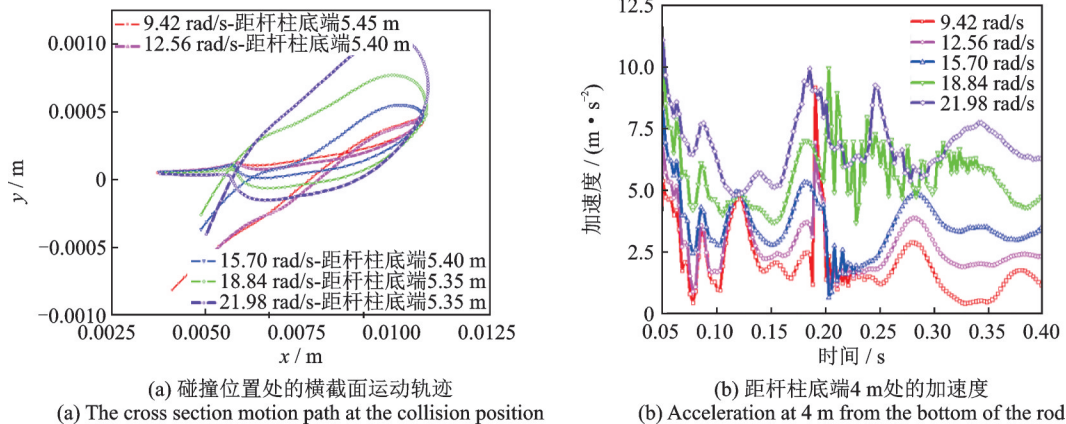 9.42 rad/s-距杆柱底端5.45 m
12.56 rad/s-距杆柱底端5.40 m
0.0010
0.0005
0
−0.0005
−0.0010
y / m
15.70 rad/s-距杆柱底端5.40 m
18.84 rad/s-距杆柱底端5.35 m
21.98 rad/s-距杆柱底端5.35 m
0.0025 0.0050 0.0075 0.0100 0.0125
x / m
(a) 碰撞位置处的横截面运动轨迹
(a) The cross section motion path at the collision position
12.5
10.0
7.5
5.0
2.5
0
加速度 / (m·s⁻²)
9.42 rad/s
12.56 rad/s
15.70 rad/s
18.84 rad/s
21.98 rad/s
0.05 0.10 0.15 0.20 0.25 0.30 0.35 0.40
时间 / s
(b) 距杆柱底端4 m处的加速度
(b) Acceleration at 4 m from the bottom of the rod